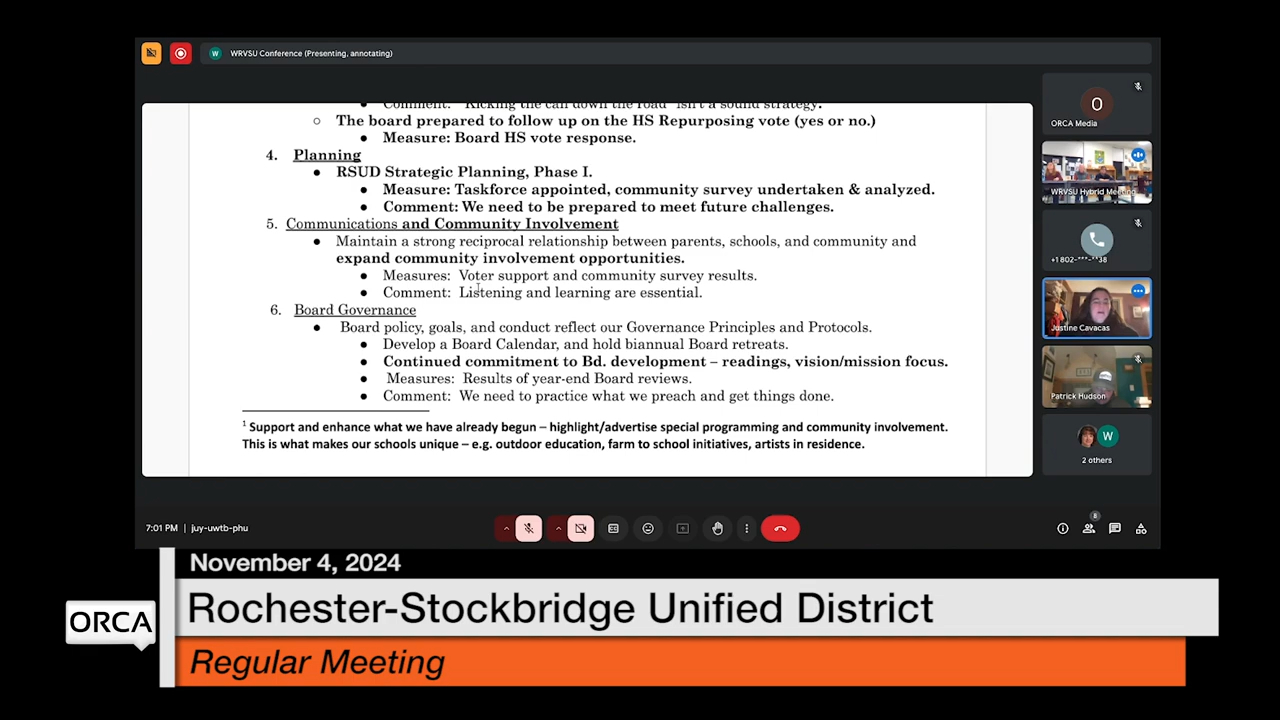 W WRVSU Conference (Presenting, annotating)
• Comment: "Kicking the can down the road" isn't a sound strategy.
○ The board prepared to follow up on the HS Repurposing vote (yes or no.)
• Measure: Board HS vote response.
4. Planning
• RSUD Strategic Planning, Phase I.
• Measure: Taskforce appointed, community survey undertaken & analyzed.
• Comment: We need to be prepared to meet future challenges.
5. Communications and Community Involvement
• Maintain a strong reciprocal relationship between parents, schools, and community and
expand community involvement opportunities.
• Measures: Voter support and community survey results.
• Comment: Listening and learning are essential.
6. Board Governance
• Board policy, goals, and conduct reflect our Governance Principles and Protocols.
• Develop a Board Calendar, and hold biannual Board retreats.
• Continued commitment to Bd. development – readings, vision/mission focus.
• Measures: Results of year-end Board reviews.
• Comment: We need to practice what we preach and get things done.
1 Support and enhance what we have already begun – highlight/advertise special programming and community involvement.
This is what makes our schools unique – e.g. outdoor education, farm to school initiatives, artists in residence.
O
ORCA Media
WRVSU Hybrid Meeting
+1 802-***-**38
Justine Cavacas
Patrick Hudson
W
2 others
7:01 PM | juy-uwtb-phu
8
November 4, 2024
ORCA
Rochester-Stockbridge Unified District
Regular Meeting